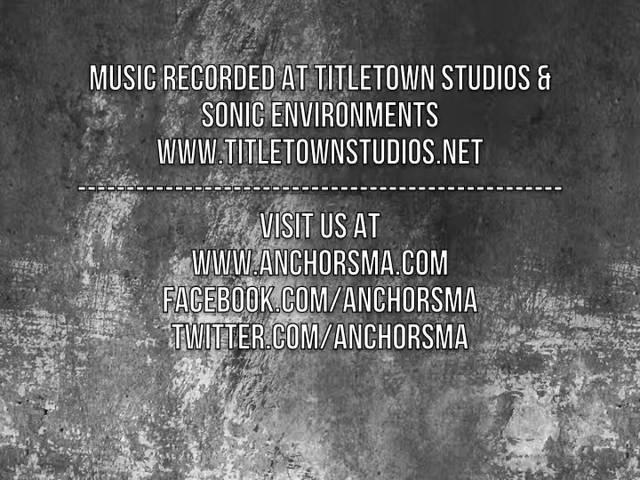 MUSIC RECORDED AT TITLETOWN STUDIOS &
SONIC ENVIRONMENTS
WWW.TITLETOWNSTUDIOS.NET
--------------------------------------------------
VISIT US AT
WWW.ANCHORSMA.COM
FACEBOOK.COM/ANCHORSMA
TWITTER.COM/ANCHORSMA